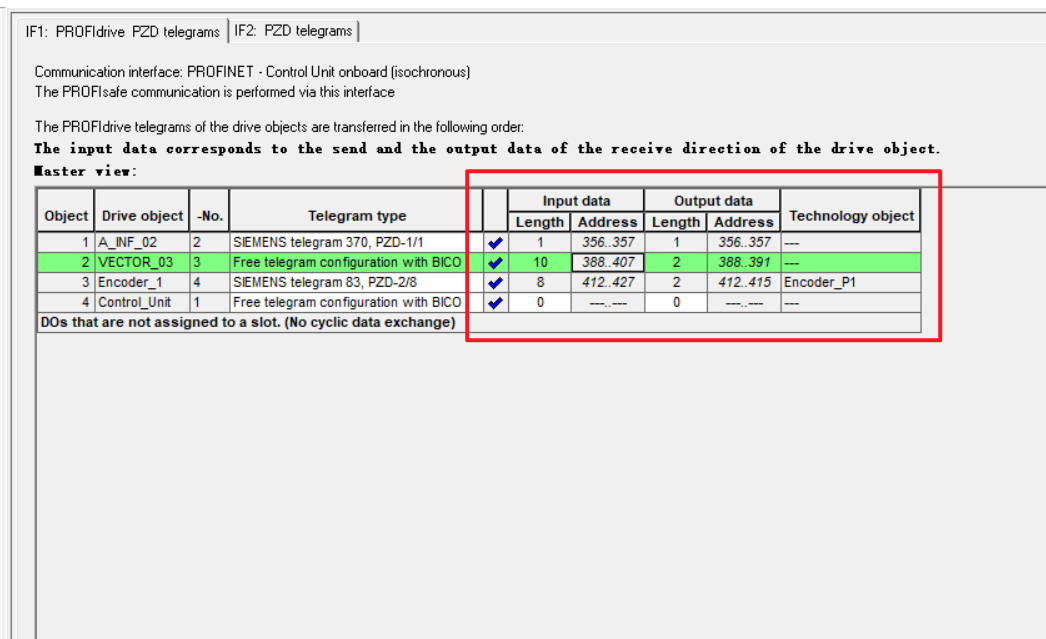 IF1: PROFIdrive PZD telegrams IF2: PZD telegrams
Communication interface: PROFINET - Control Unit onboard (isochronous)
The PROFIsafe communication is performed via this interface
The PROFIdrive telegrams of the drive objects are transferred in the following order:
The input data corresponds to the send and the output data of the receive direction of the drive object.
Master view:
Object Drive object -No. Telegram type Input data Output data Technology object
Length Address Length Address
1 A_INF_02 2 SIEMENS telegram 370, PZD-1/1 1 356..357 1 356..357 ---
2 VECTOR_03 3 Free telegram configuration with BICO 10 388..407 2 388..391 ---
3 Encoder_1 4 SIEMENS telegram 83, PZD-2/8 8 412..427 2 412..415 Encoder_P1
4 Control_Unit 1 Free telegram configuration with BICO 0 ---..--- 0 ---..--- ---
DOs that are not assigned to a slot. (No cyclic data exchange)